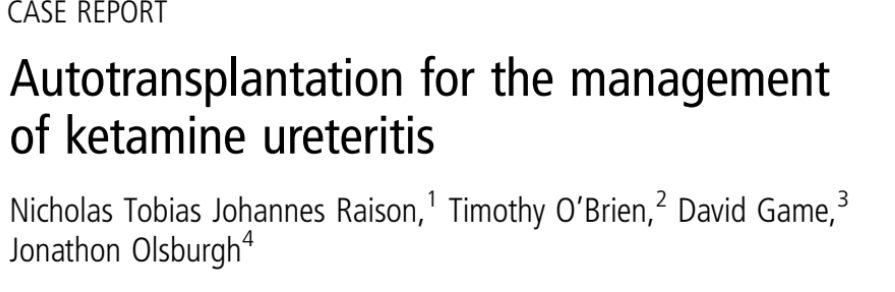 CASE REPORT
Autotransplantation for the management
of ketamine ureteritis
Nicholas Tobias Johannes Raison,¹ Timothy O’Brien,² David Game,³
Jonathon Olsburgh⁴